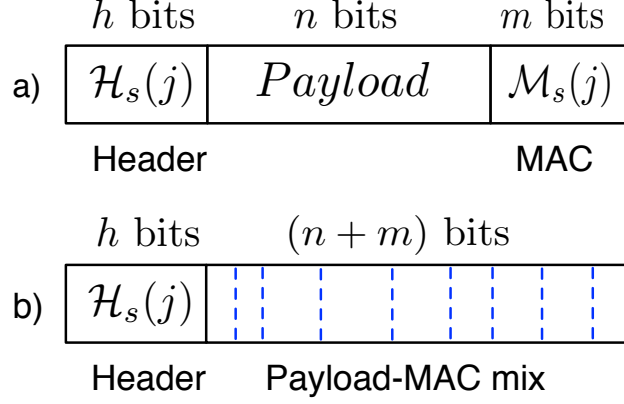 h bits n bits m bits
a) ℋₛ(j) Payload ℳₛ(j)
Header MAC
h bits (n + m) bits
b) ℋₛ(j)
Header Payload-MAC mix